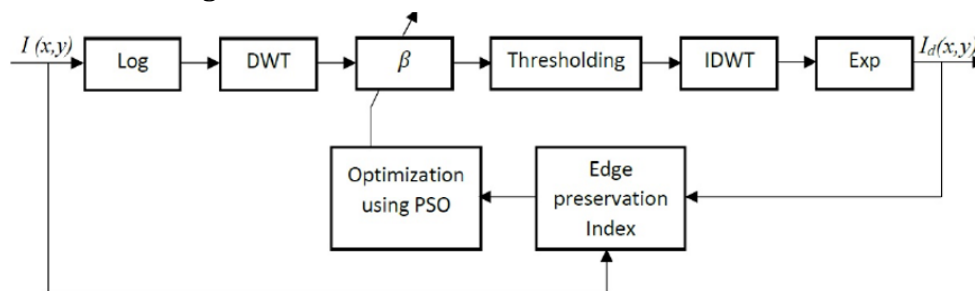 I (x,y)
Log
DWT
β
Thresholding
IDWT
Exp
Id(x,y)
Optimization
using PSO
Edge
preservation
Index